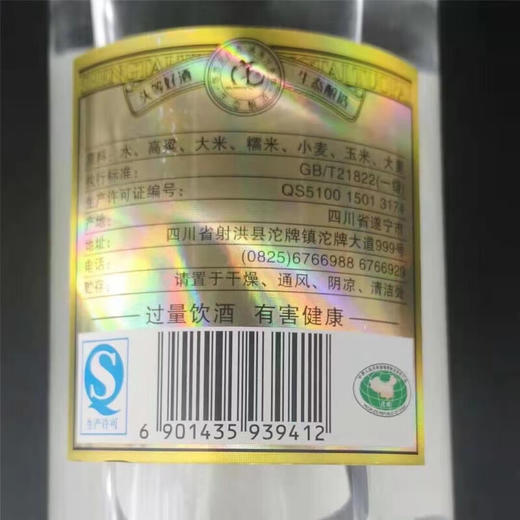 头等好酒 生态酿造
原料：水、高粱、大米、糯米、小麦、玉米、大麦
执行标准： GB/T21822(一级)
生产许可证编号： QS5100 1501 3174
产地： 四川省遂宁市
地址： 四川省射洪县沱牌镇沱牌大道999号
电话： (0825)6766988 6766920
贮存： 请置于干燥、通风、阴凉、清洁处
过量饮酒 有害健康
QS
生产许可
6 901435 939412